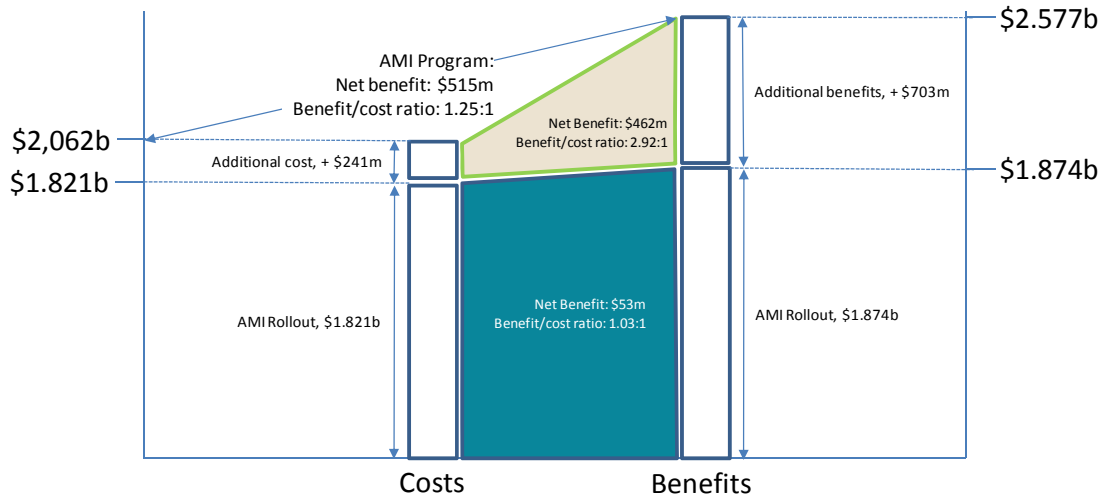 $2.577b
AMI Program:
Net benefit: $515m
Benefit/cost ratio: 1.25:1
Additional benefits, + $703m
Net Benefit: $462m
Benefit/cost ratio: 2.92:1
$2,062b
Additional cost, + $241m
$1.821b
$1.874b
Net Benefit: $53m
Benefit/cost ratio: 1.03:1
AMI Rollout, $1.821b
AMI Rollout, $1.874b
Costs
Benefits